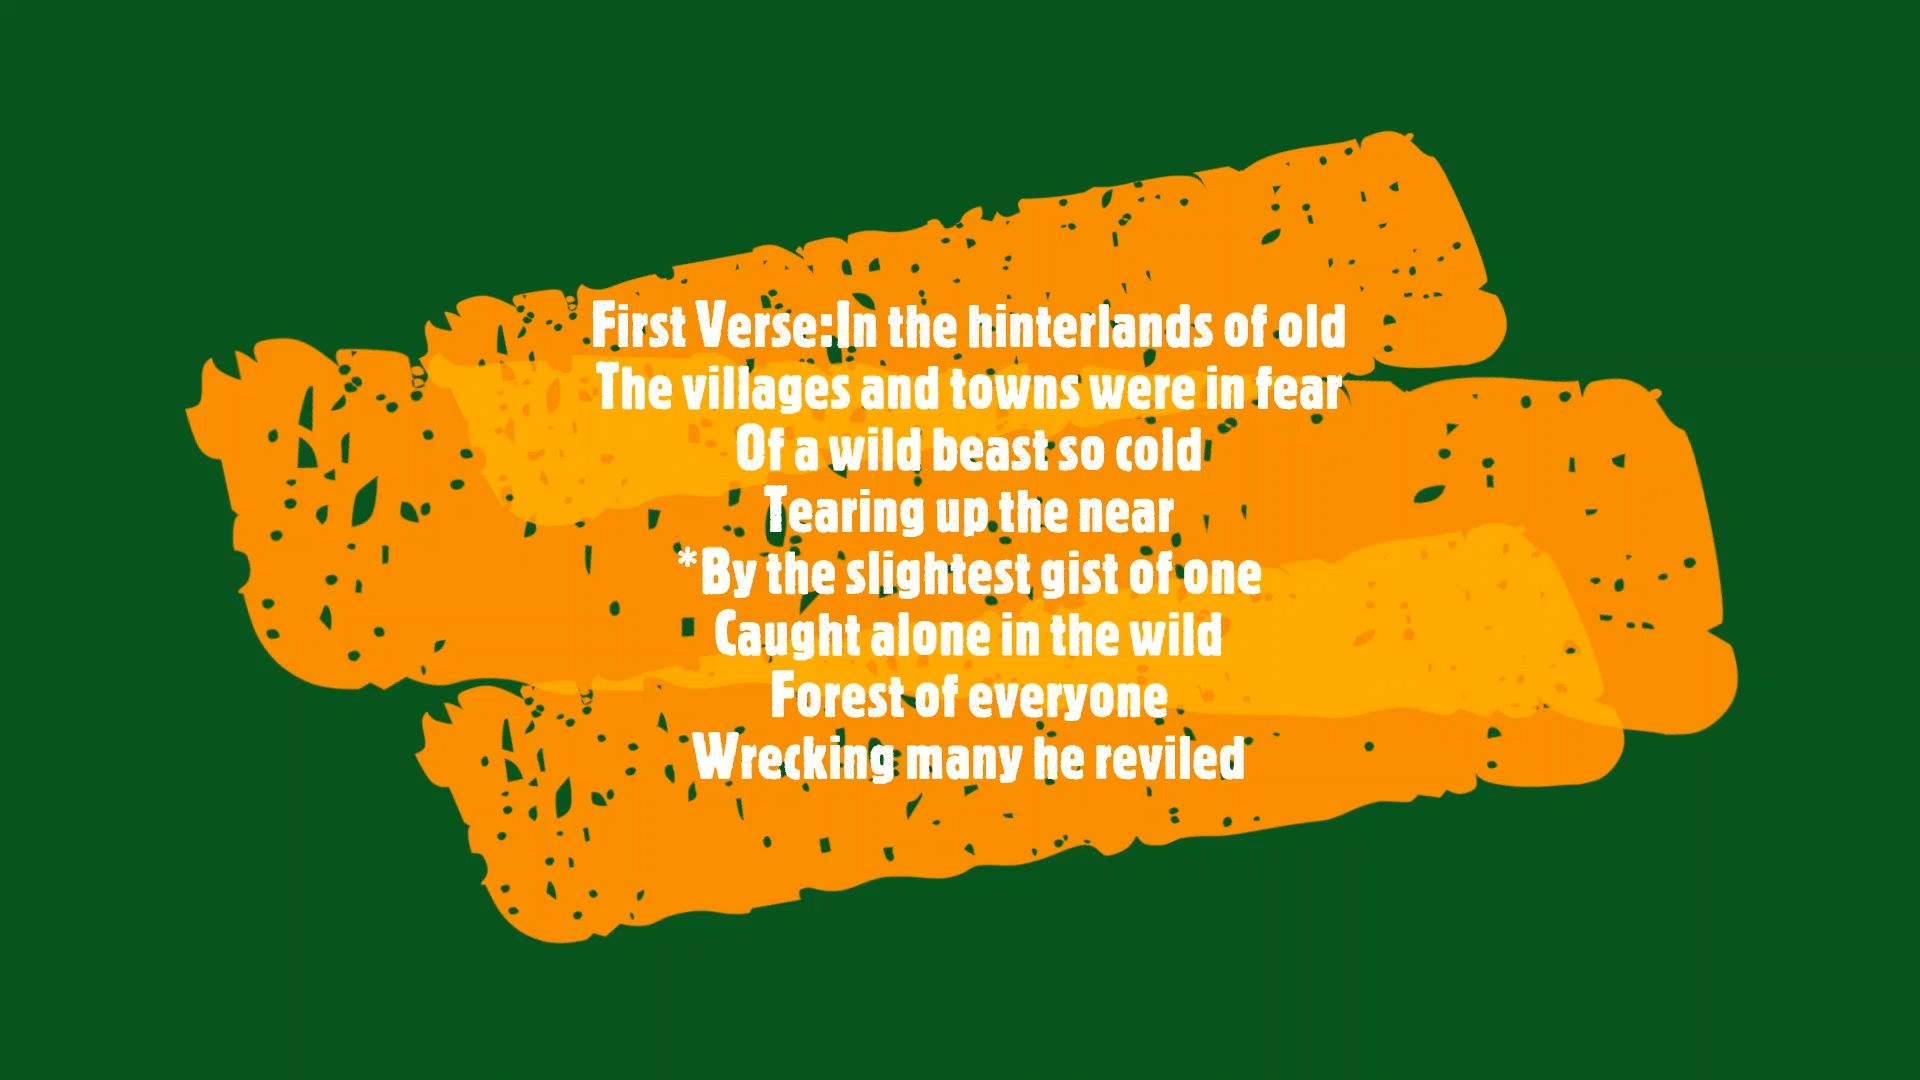 First Verse:In the hinterlands of old
The villages and towns were in fear
Of a wild beast so cold
Tearing up the near
*By the slightest gist of one
Caught alone in the wild
Forest of everyone
Wrecking many he reviled